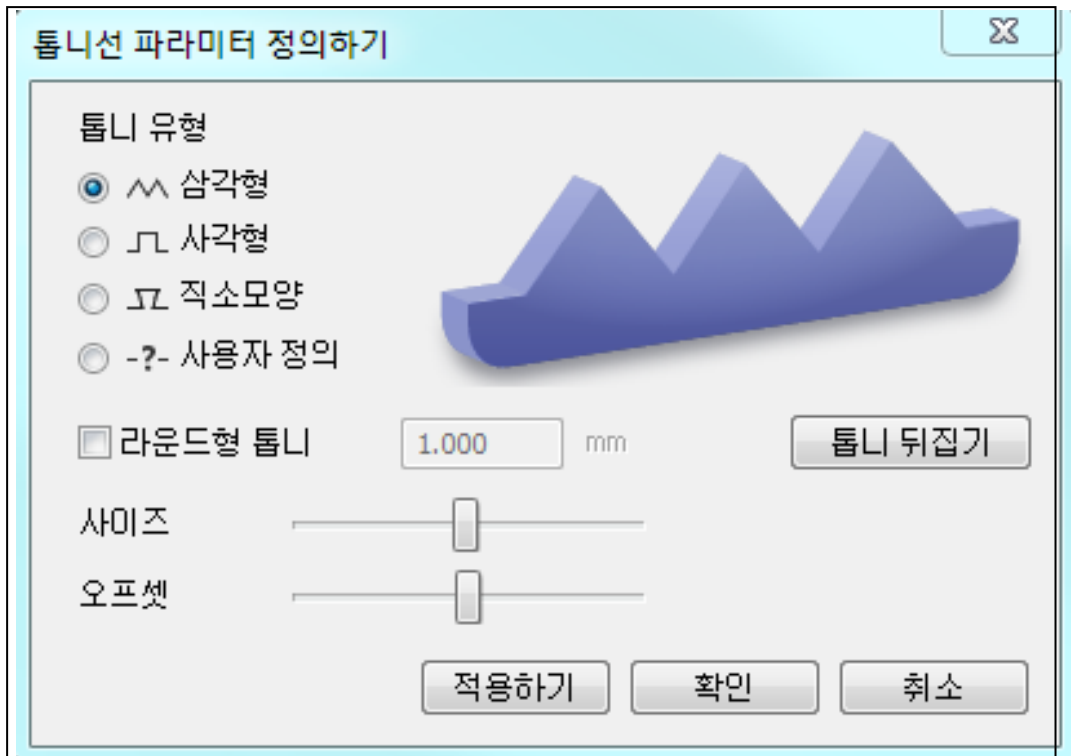 톱니선 파라미터 정의하기
톱니 유형
삼각형
사각형
직소모양
-?- 사용자 정의
라운드형 톱니 1.000 mm 톱니 뒤집기
사이즈
오프셋
적용하기 확인 취소